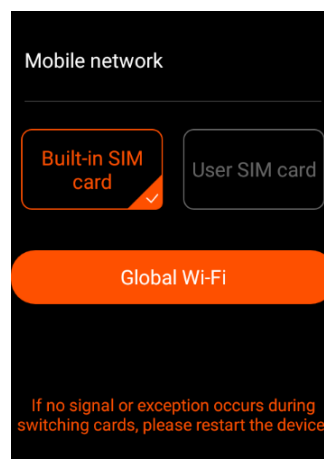 Mobile network
Built-in SIM
card
User SIM card
Global Wi-Fi
If no signal or exception occurs during
switching cards, please restart the device